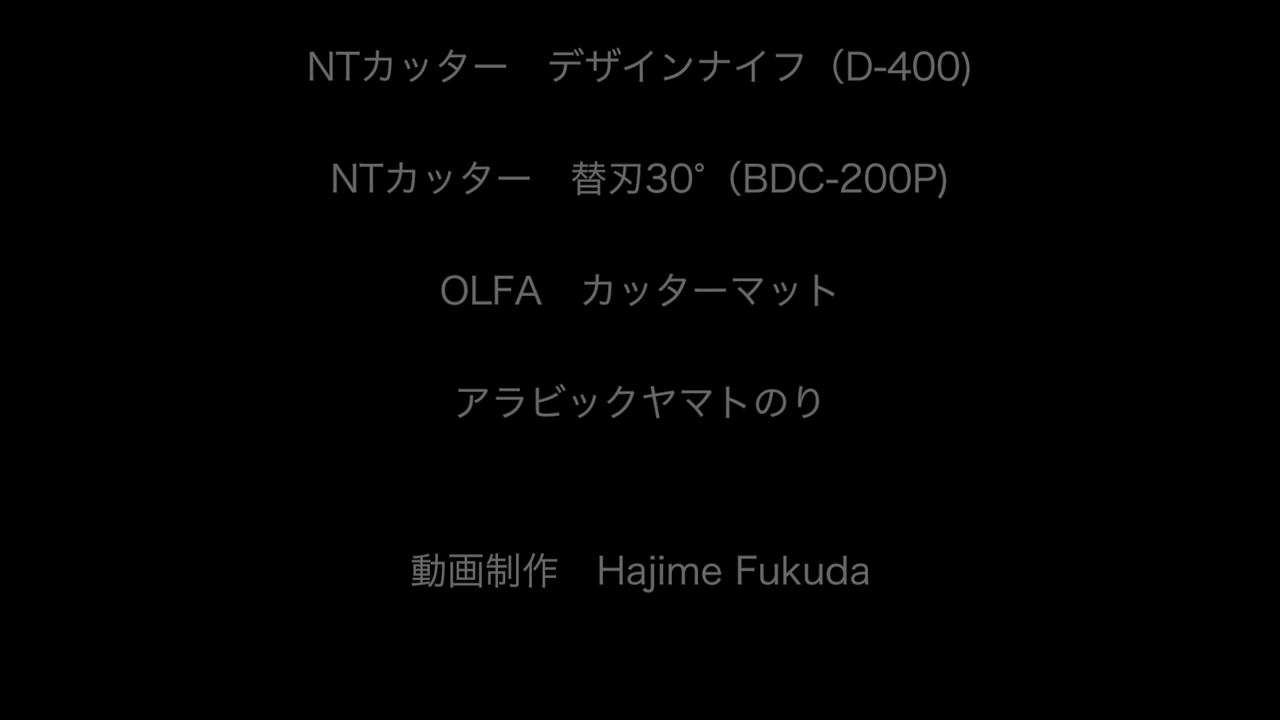 NTカッター　デザインナイフ（D-400)
NTカッター　替刃30°（BDC-200P)
OLFA　カッターマット
アラビックヤマトのり
動画制作　Hajime Fukuda